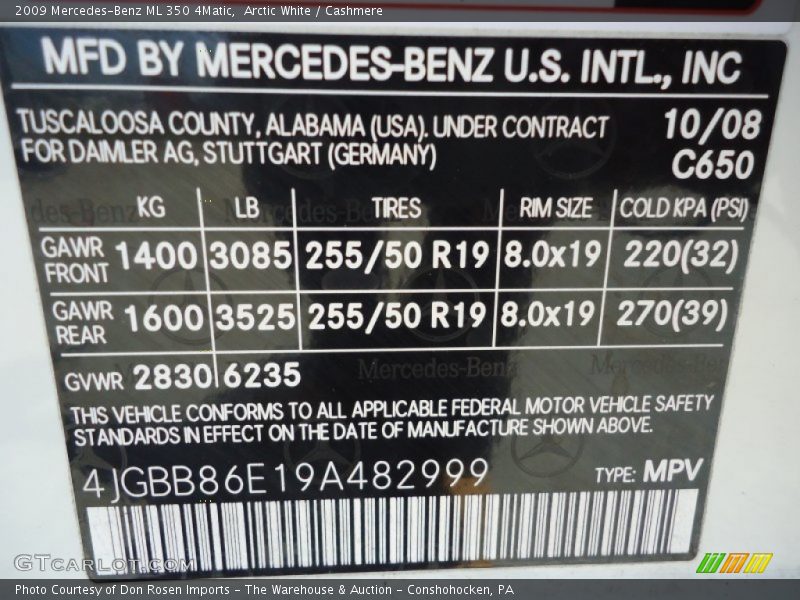 2009 Mercedes-Benz ML 350 4Matic, Arctic White / Cashmere
MFD BY MERCEDES-BENZ U.S. INTL., INC
TUSCALOOSA COUNTY, ALABAMA (USA). UNDER CONTRACT 10/08
FOR DAIMLER AG, STUTTGART (GERMANY) C650
KG LB TIRES RIM SIZE COLD KPA (PSI)
GAWR FRONT 1400 3085 255/50 R19 8.0x19 220(32)
GAWR REAR 1600 3525 255/50 R19 8.0x19 270(39)
GVWR 2830 6235
Mercedes-Benz
THIS VEHICLE CONFORMS TO ALL APPLICABLE FEDERAL MOTOR VEHICLE SAFETY
STANDARDS IN EFFECT ON THE DATE OF MANUFACTURE SHOWN ABOVE.
4JGBB86E19A482999 TYPE: MPV
GTcarlot.com
Photo Courtesy of Don Rosen Imports - The Warehouse & Auction - Conshohocken, PA